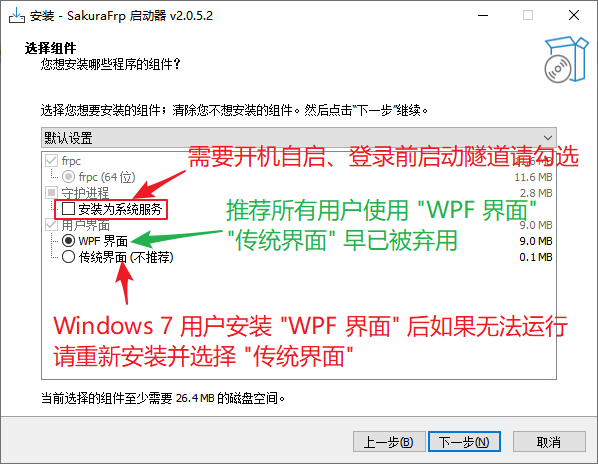 安装 - SakuraFrp 启动器 v2.0.5.2
选择组件
您想安装哪些程序的组件？
选择您想要安装的组件；清除您不想安装的组件。然后点击“下一步”继续。
默认设置
frpc
需要开机自启、登录前启动隧道请勾选
frpc (64 位)
11.6 MB
守护进程
2.8 MB
安装为系统服务
推荐所有用户使用 "WPF 界面"
用户界面
9.0 MB
"传统界面" 早已被弃用
WPF 界面
9.0 MB
传统界面 (不推荐)
0.1 MB
Windows 7 用户安装 "WPF 界面" 后如果无法运行
请重新安装并选择 "传统界面"
当前选择的组件至少需要 26.4 MB 的磁盘空间。
上一步(B)
下一步(N)
取消